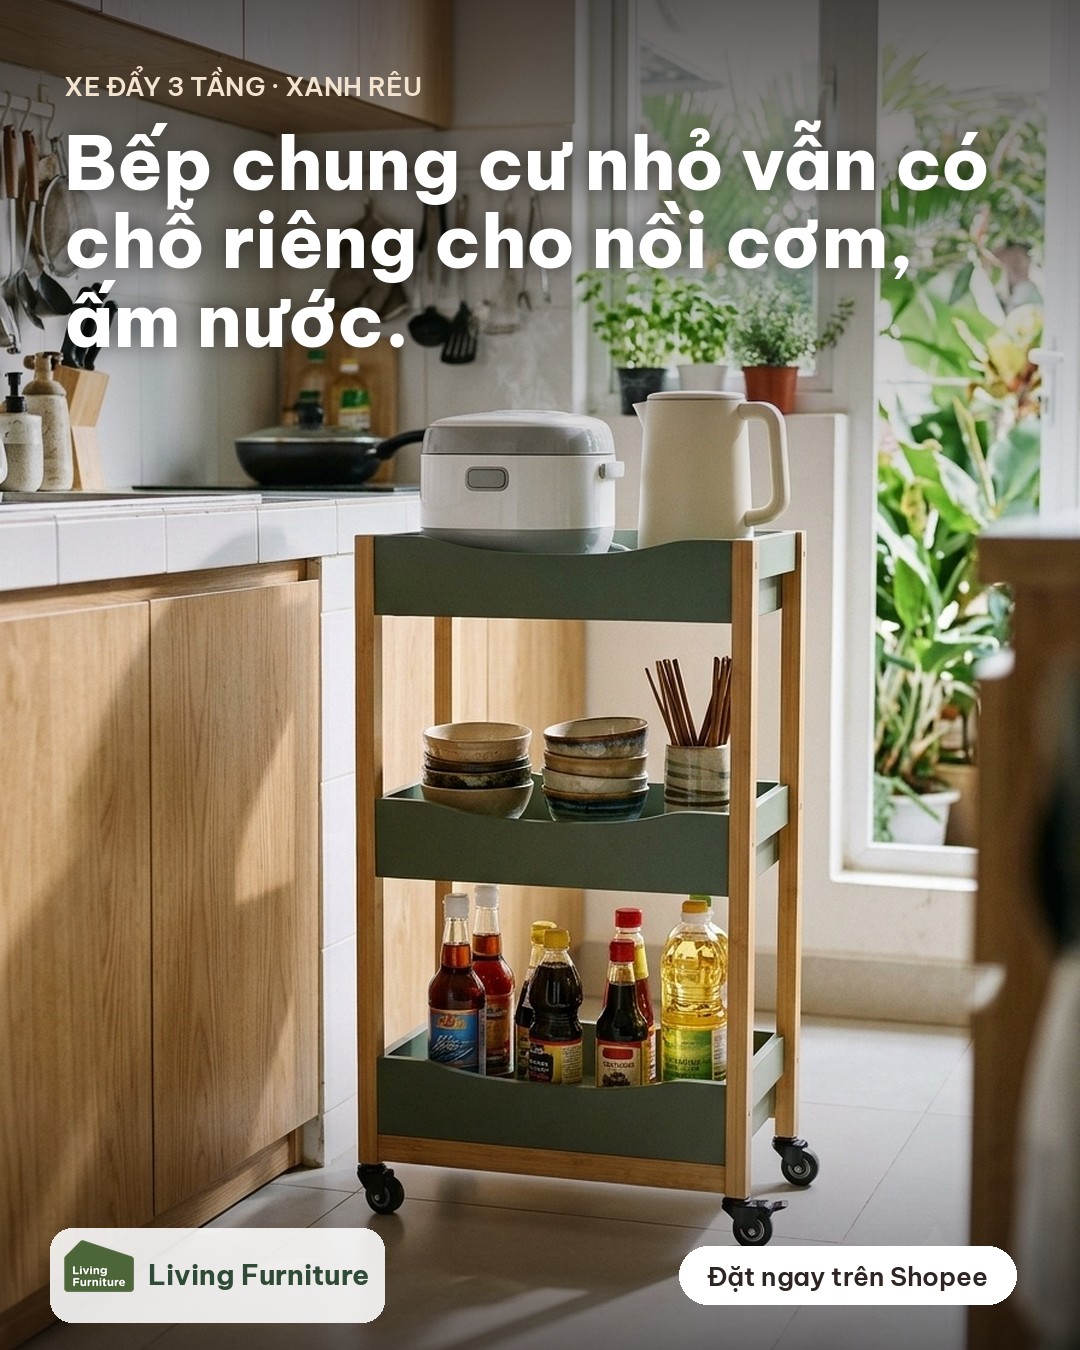 XE ĐẨY 3 TẦNG · XANH RÊU
Bếp chung cư nhỏ vẫn có
chỗ riêng cho nồi cơm,
ấm nước.
Living
Furniture
Living Furniture
Đặt ngay trên Shopee